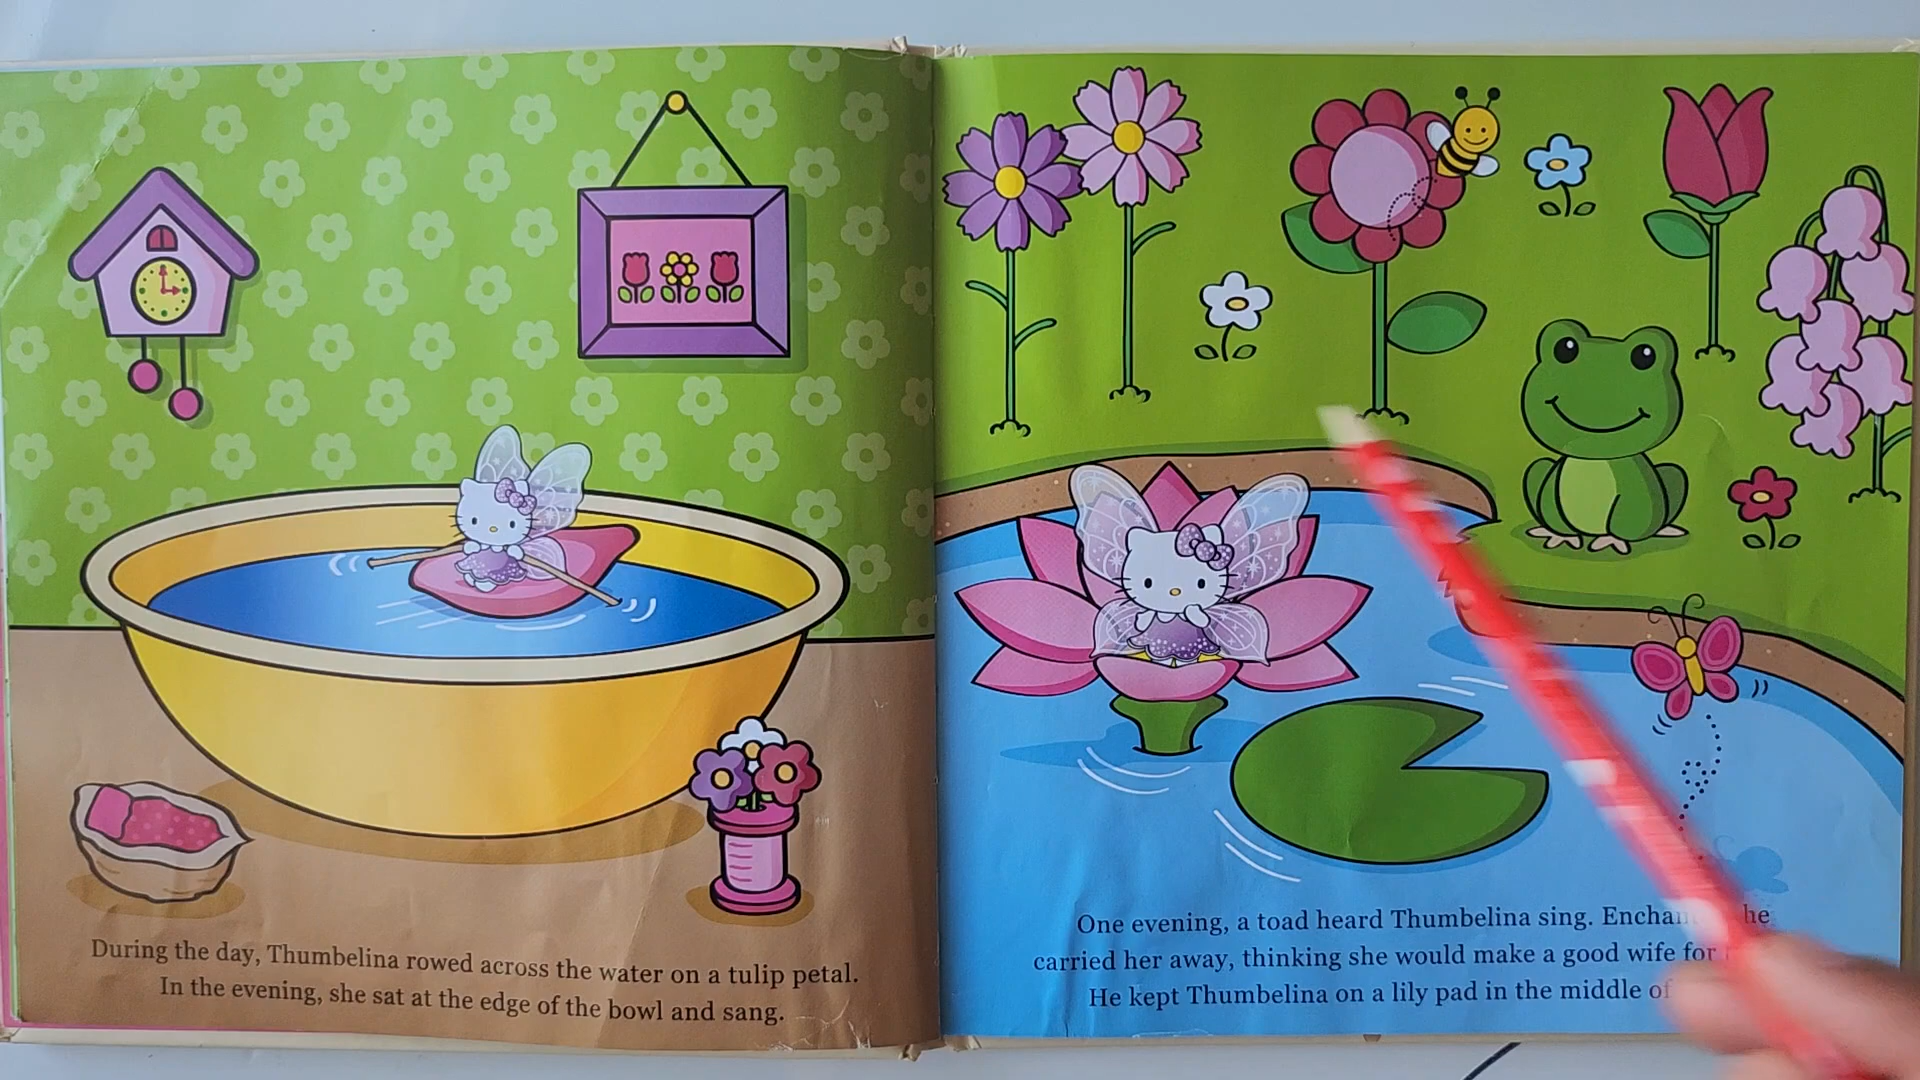 During the day, Thumbelina rowed across the water on a tulip petal.
In the evening, she sat at the edge of the bowl and sang.
One evening, a toad heard Thumbelina sing. he
carried her away, thinking she would make a good wife for
He kept Thumbelina on a lily pad in the middle of